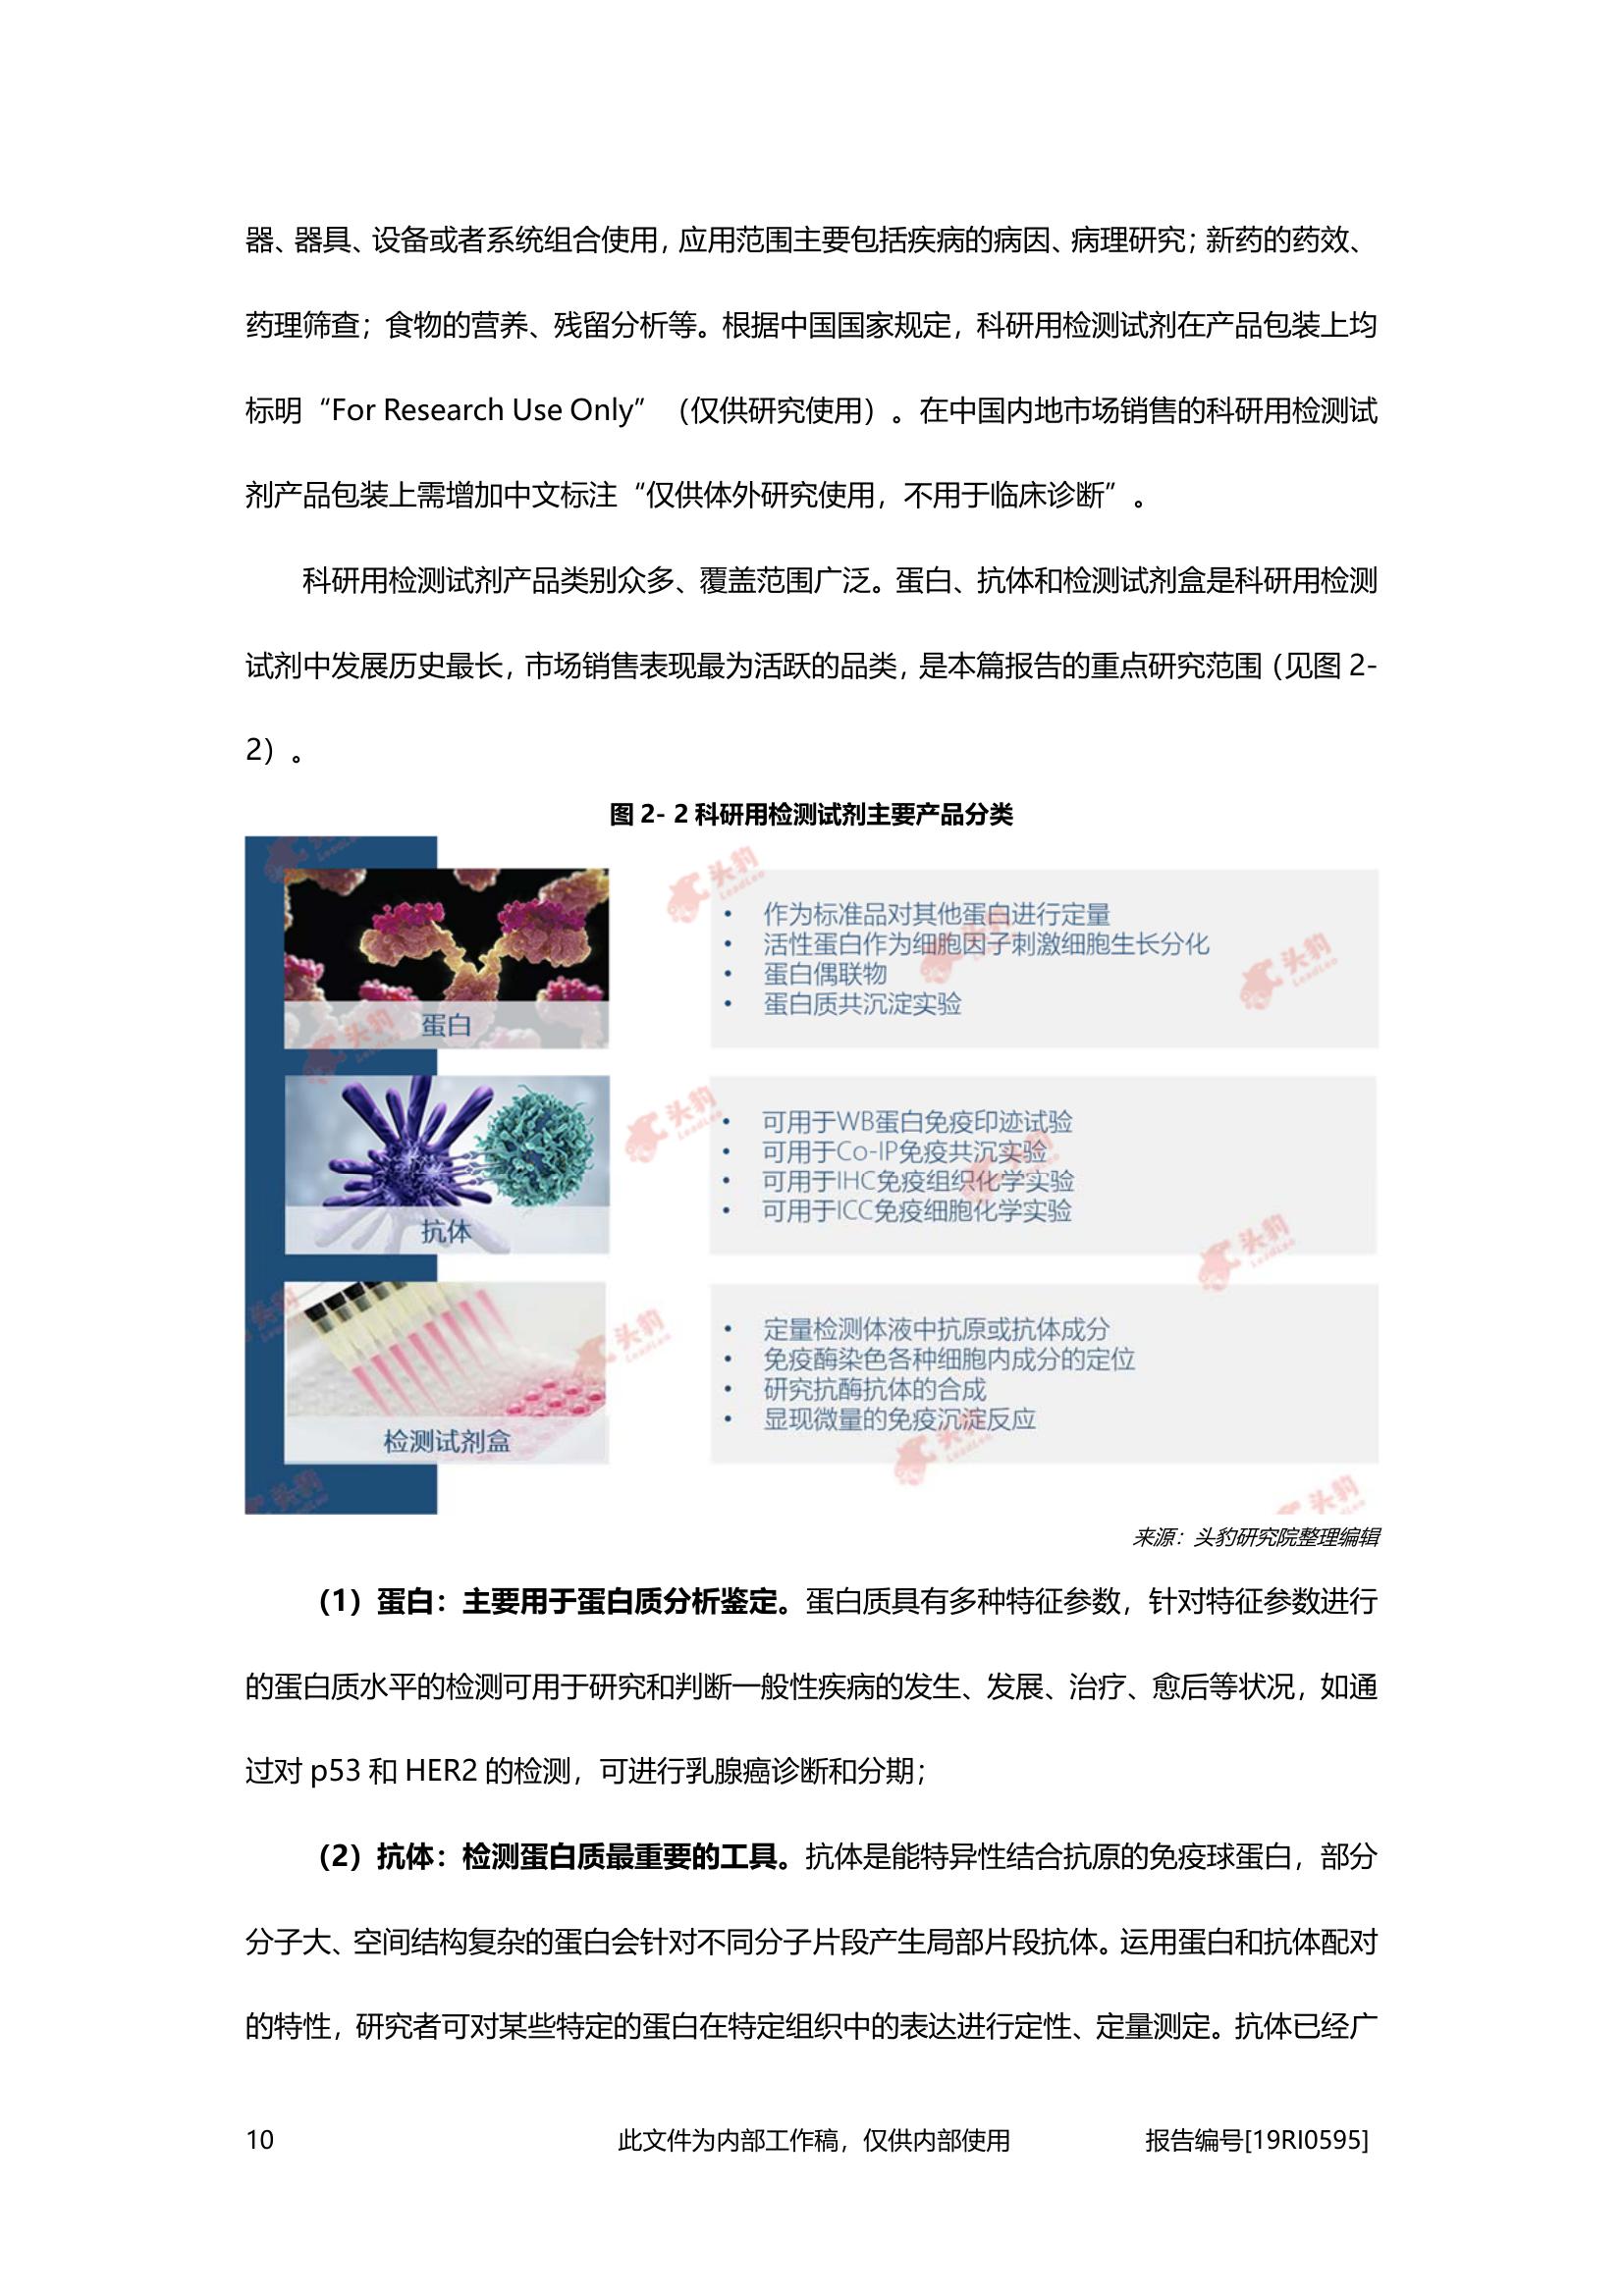 器、器具、设备或者系统组合使用，应用范围主要包括疾病的病因、病理研究；新药的药效、
药理筛查；食物的营养、残留分析等。根据中国国家规定，科研用检测试剂在产品包装上均
标明“For Research Use Only”（仅供研究使用）。在中国内地市场销售的科研用检测试
剂产品包装上需增加中文标注“仅供体外研究使用，不用于临床诊断”。
科研用检测试剂产品类别众多、覆盖范围广泛。蛋白、抗体和检测试剂盒是科研用检测
试剂中发展历史最长，市场销售表现最为活跃的品类，是本篇报告的重点研究范围（见图 2-
2）。
图 2- 2 科研用检测试剂主要产品分类
蛋白
• 作为标准品对其他蛋白进行定量
• 活性蛋白作为细胞因子刺激细胞生长分化
• 蛋白偶联物
• 蛋白质共沉淀实验
抗体
• 可用于WB蛋白免疫印迹试验
• 可用于Co-IP免疫共沉实验
• 可用于IHC免疫组织化学实验
• 可用于ICC免疫细胞化学实验
检测试剂盒
• 定量检测体液中抗原或抗体成分
• 免疫酶染色各种细胞内成分的定位
• 研究抗酶抗体的合成
• 显现微量的免疫沉淀反应
头豹 LeadLeo
来源：头豹研究院整理编辑
（1）蛋白：主要用于蛋白质分析鉴定。蛋白质具有多种特征参数，针对特征参数进行
的蛋白质水平的检测可用于研究和判断一般性疾病的发生、发展、治疗、愈后等状况，如通
过对 p53 和 HER2 的检测，可进行乳腺癌诊断和分期；
（2）抗体：检测蛋白质最重要的工具。抗体是能特异性结合抗原的免疫球蛋白，部分
分子大、空间结构复杂的蛋白会针对不同分子片段产生局部片段抗体。运用蛋白和抗体配对
的特性，研究者可对某些特定的蛋白在特定组织中的表达进行定性、定量测定。抗体已经广
10
此文件为内部工作稿，仅供内部使用
报告编号[19RI0595]